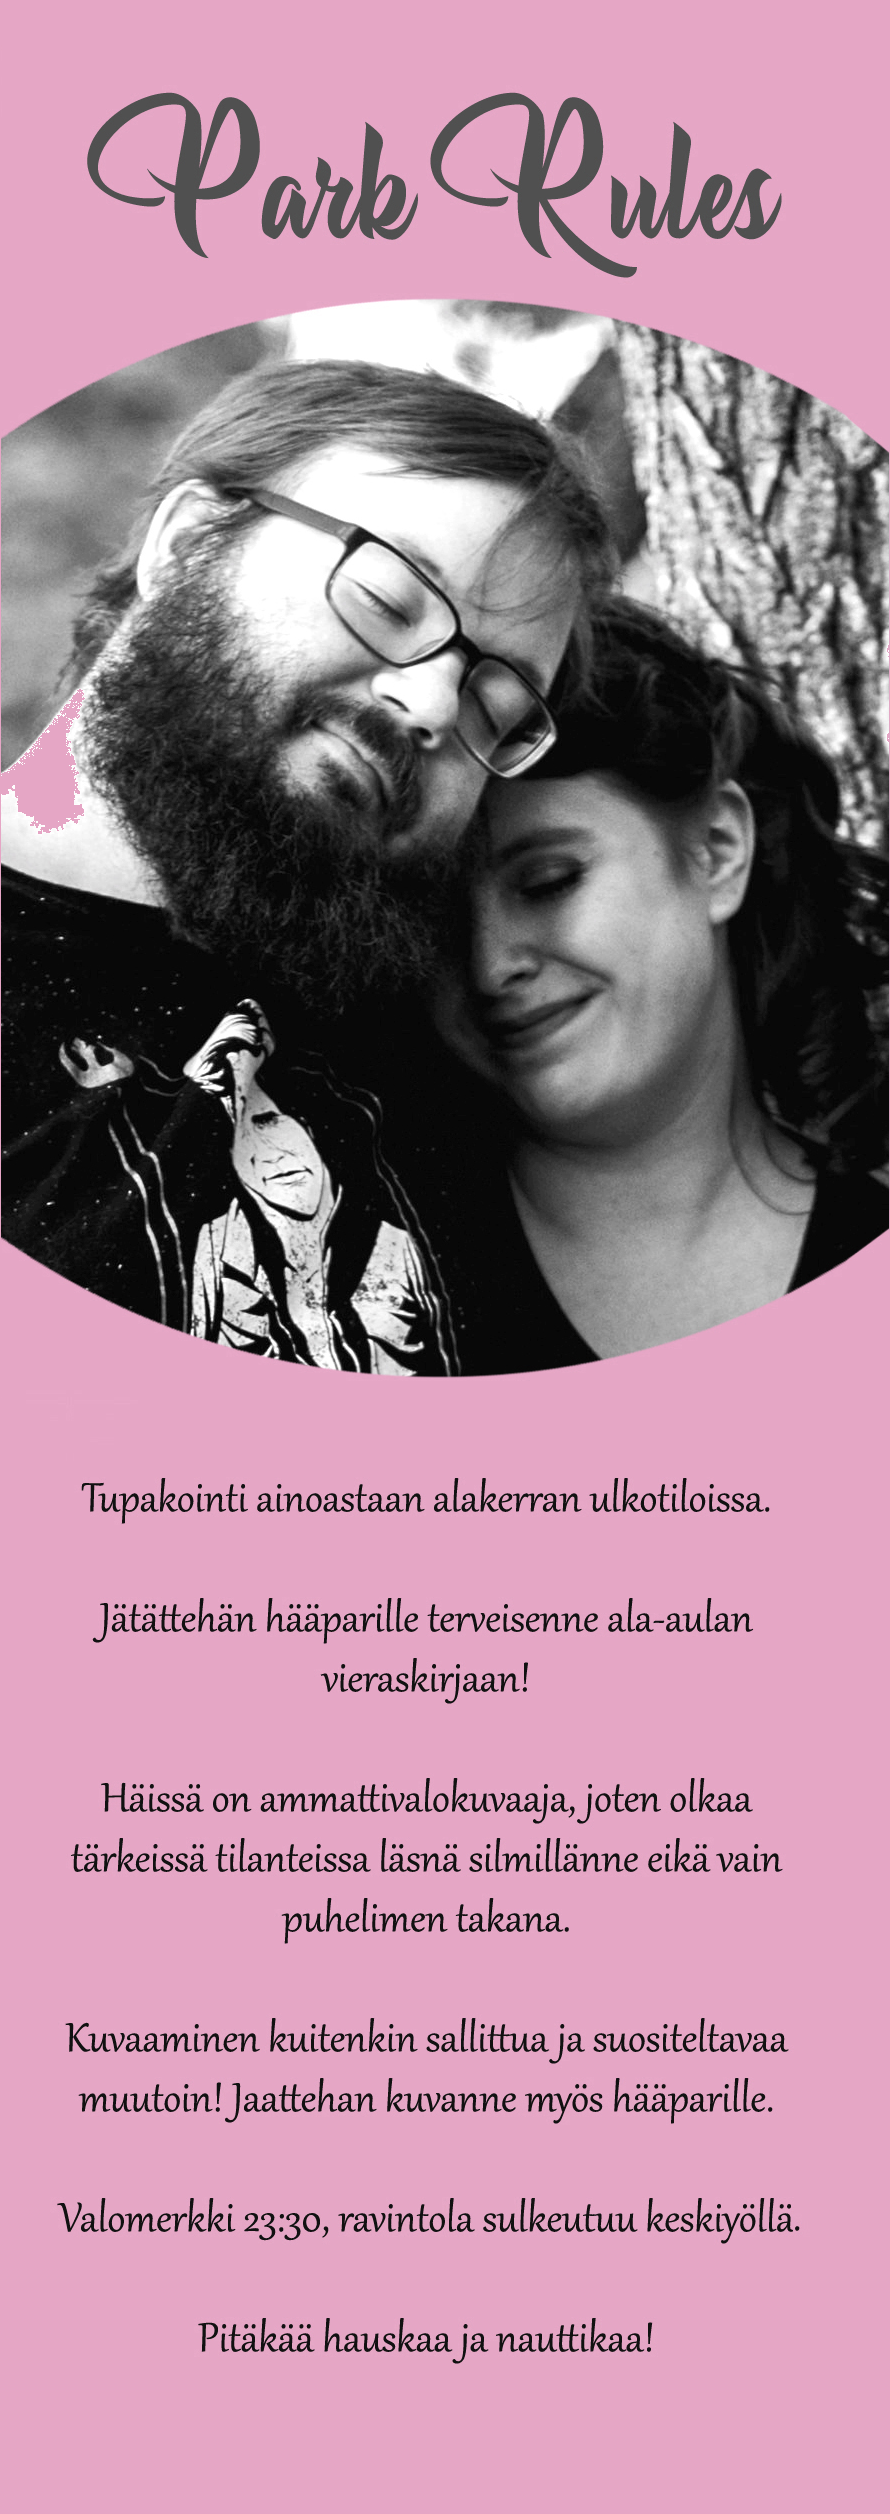 Park Rules
Tupakointi ainoastaan alakerran ulkotiloissa.
Jätättehän hääparille terveisenne ala-aulan
vieraskirjaan!
Häissä on ammattivalokuvaaja, joten olkaa
tärkeissä tilanteissa läsnä silmillänne eikä vain
puhelimen takana.
Kuvaaminen kuitenkin sallittua ja suositeltavaa
muutoin! Jaattehan kuvanne myös hääparille.
Valomerkki 23:30, ravintola sulkeutuu keskiyöllä.
Pitäkää hauskaa ja nauttikaa!